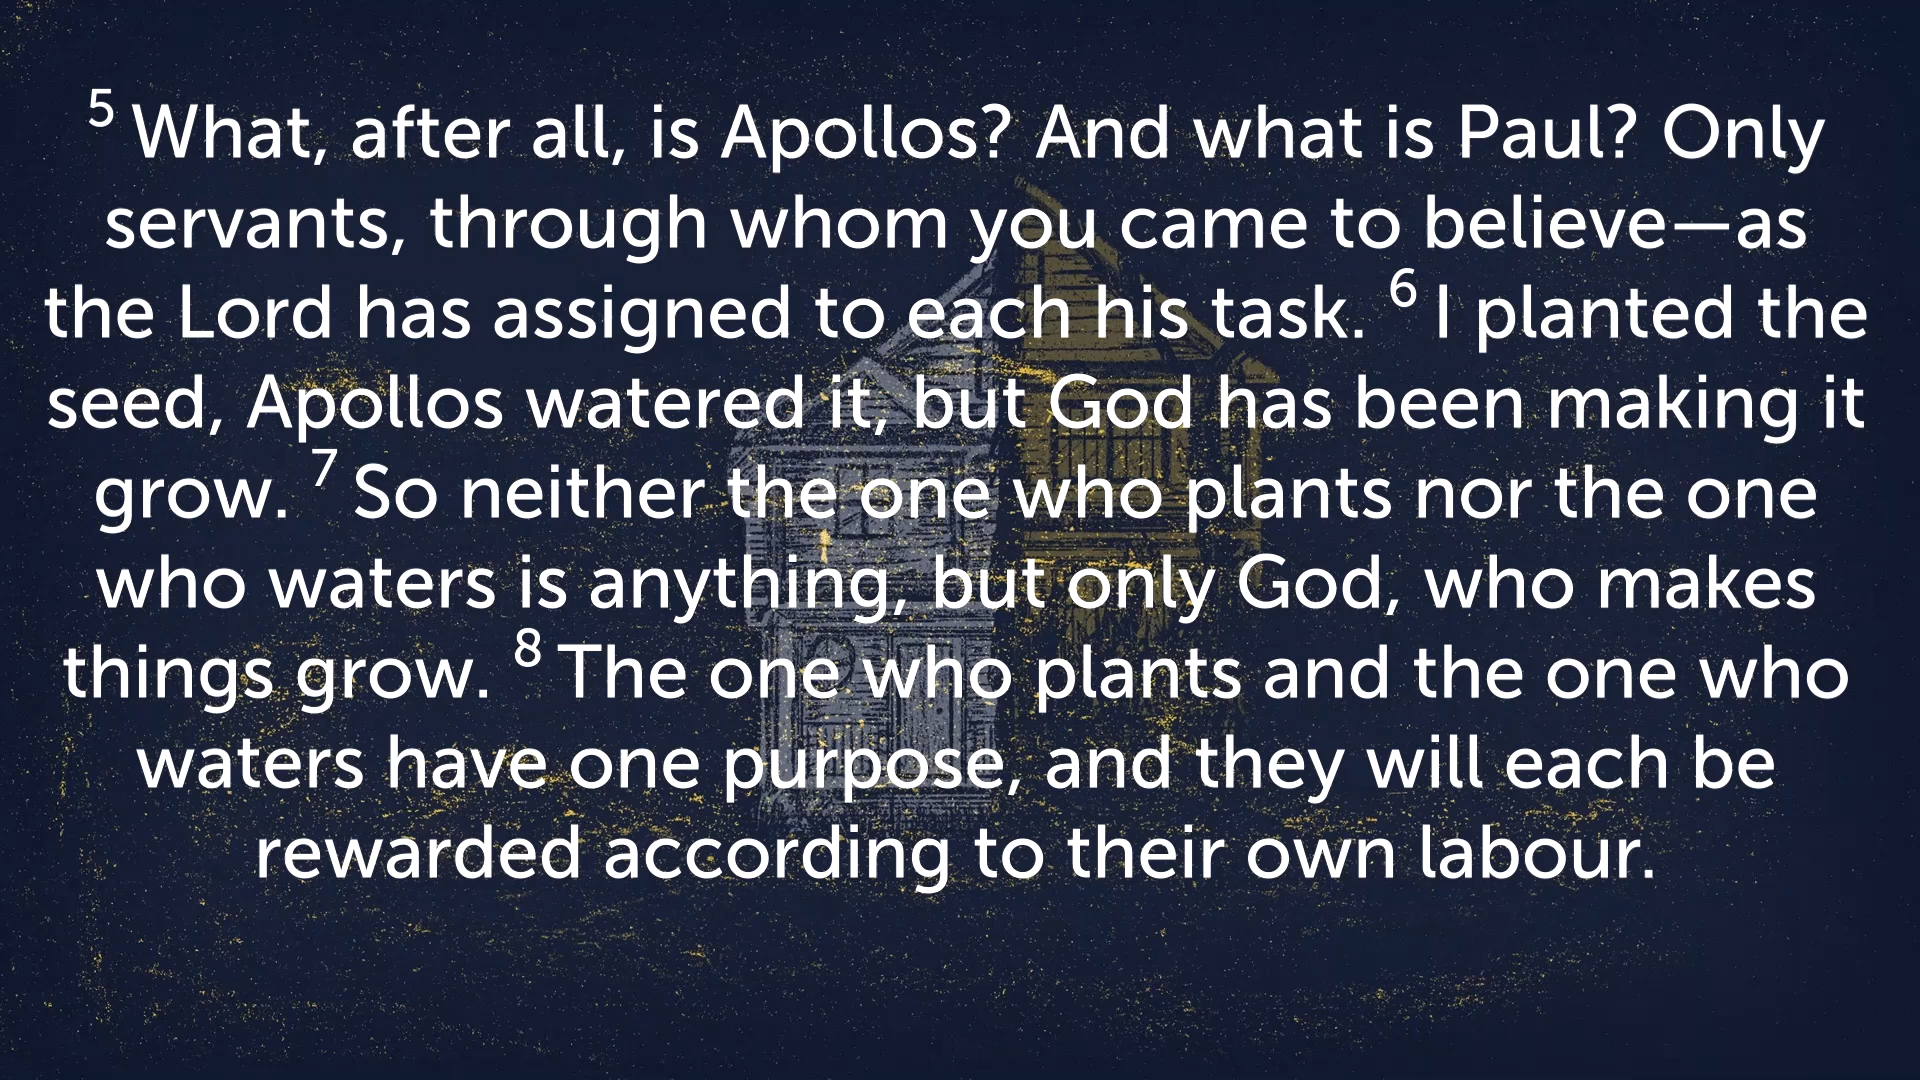 5 What, after all, is Apollos? And what is Paul? Only
servants, through whom you came to believe—as
the Lord has assigned to each his task. 6 I planted the
seed, Apollos watered it, but God has been making it
grow. 7 So neither the one who plants nor the one
who waters is anything, but only God, who makes
things grow. 8 The one who plants and the one who
waters have one purpose, and they will each be
rewarded according to their own labour.